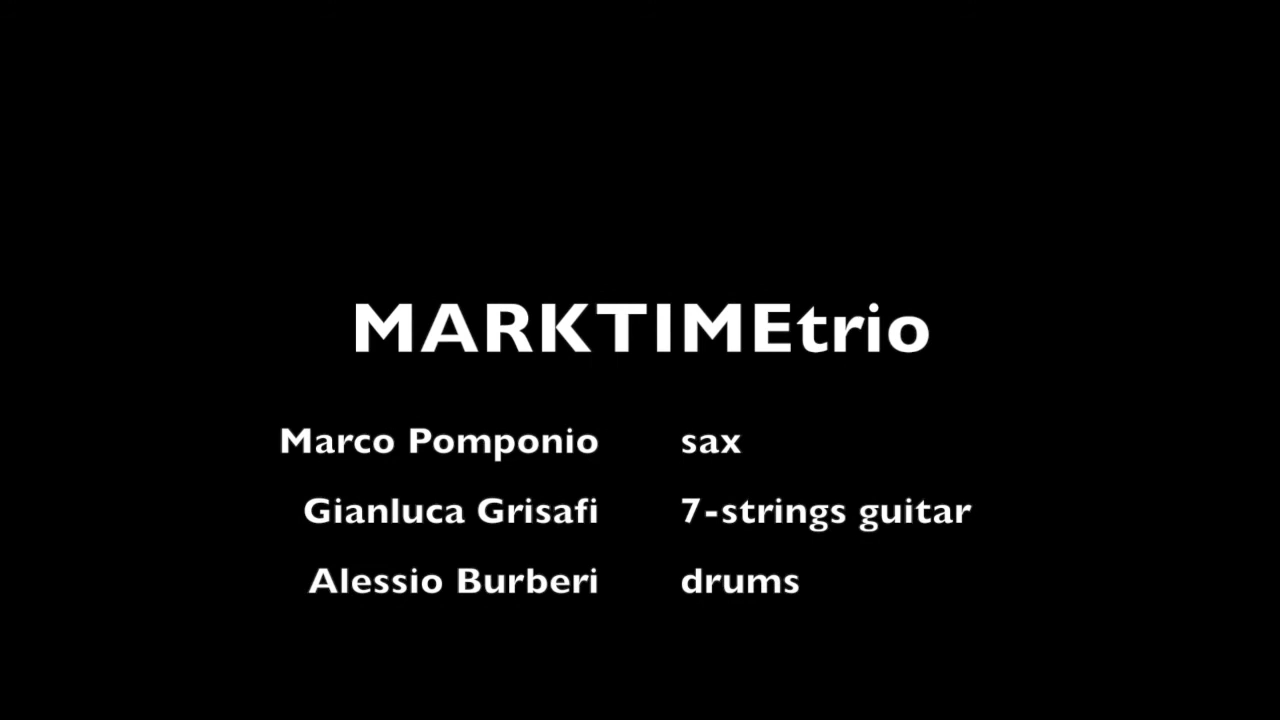 MARKTIMEtrio
Marco Pomponio sax
Gianluca Grisafi 7-strings guitar
Alessio Burberi drums